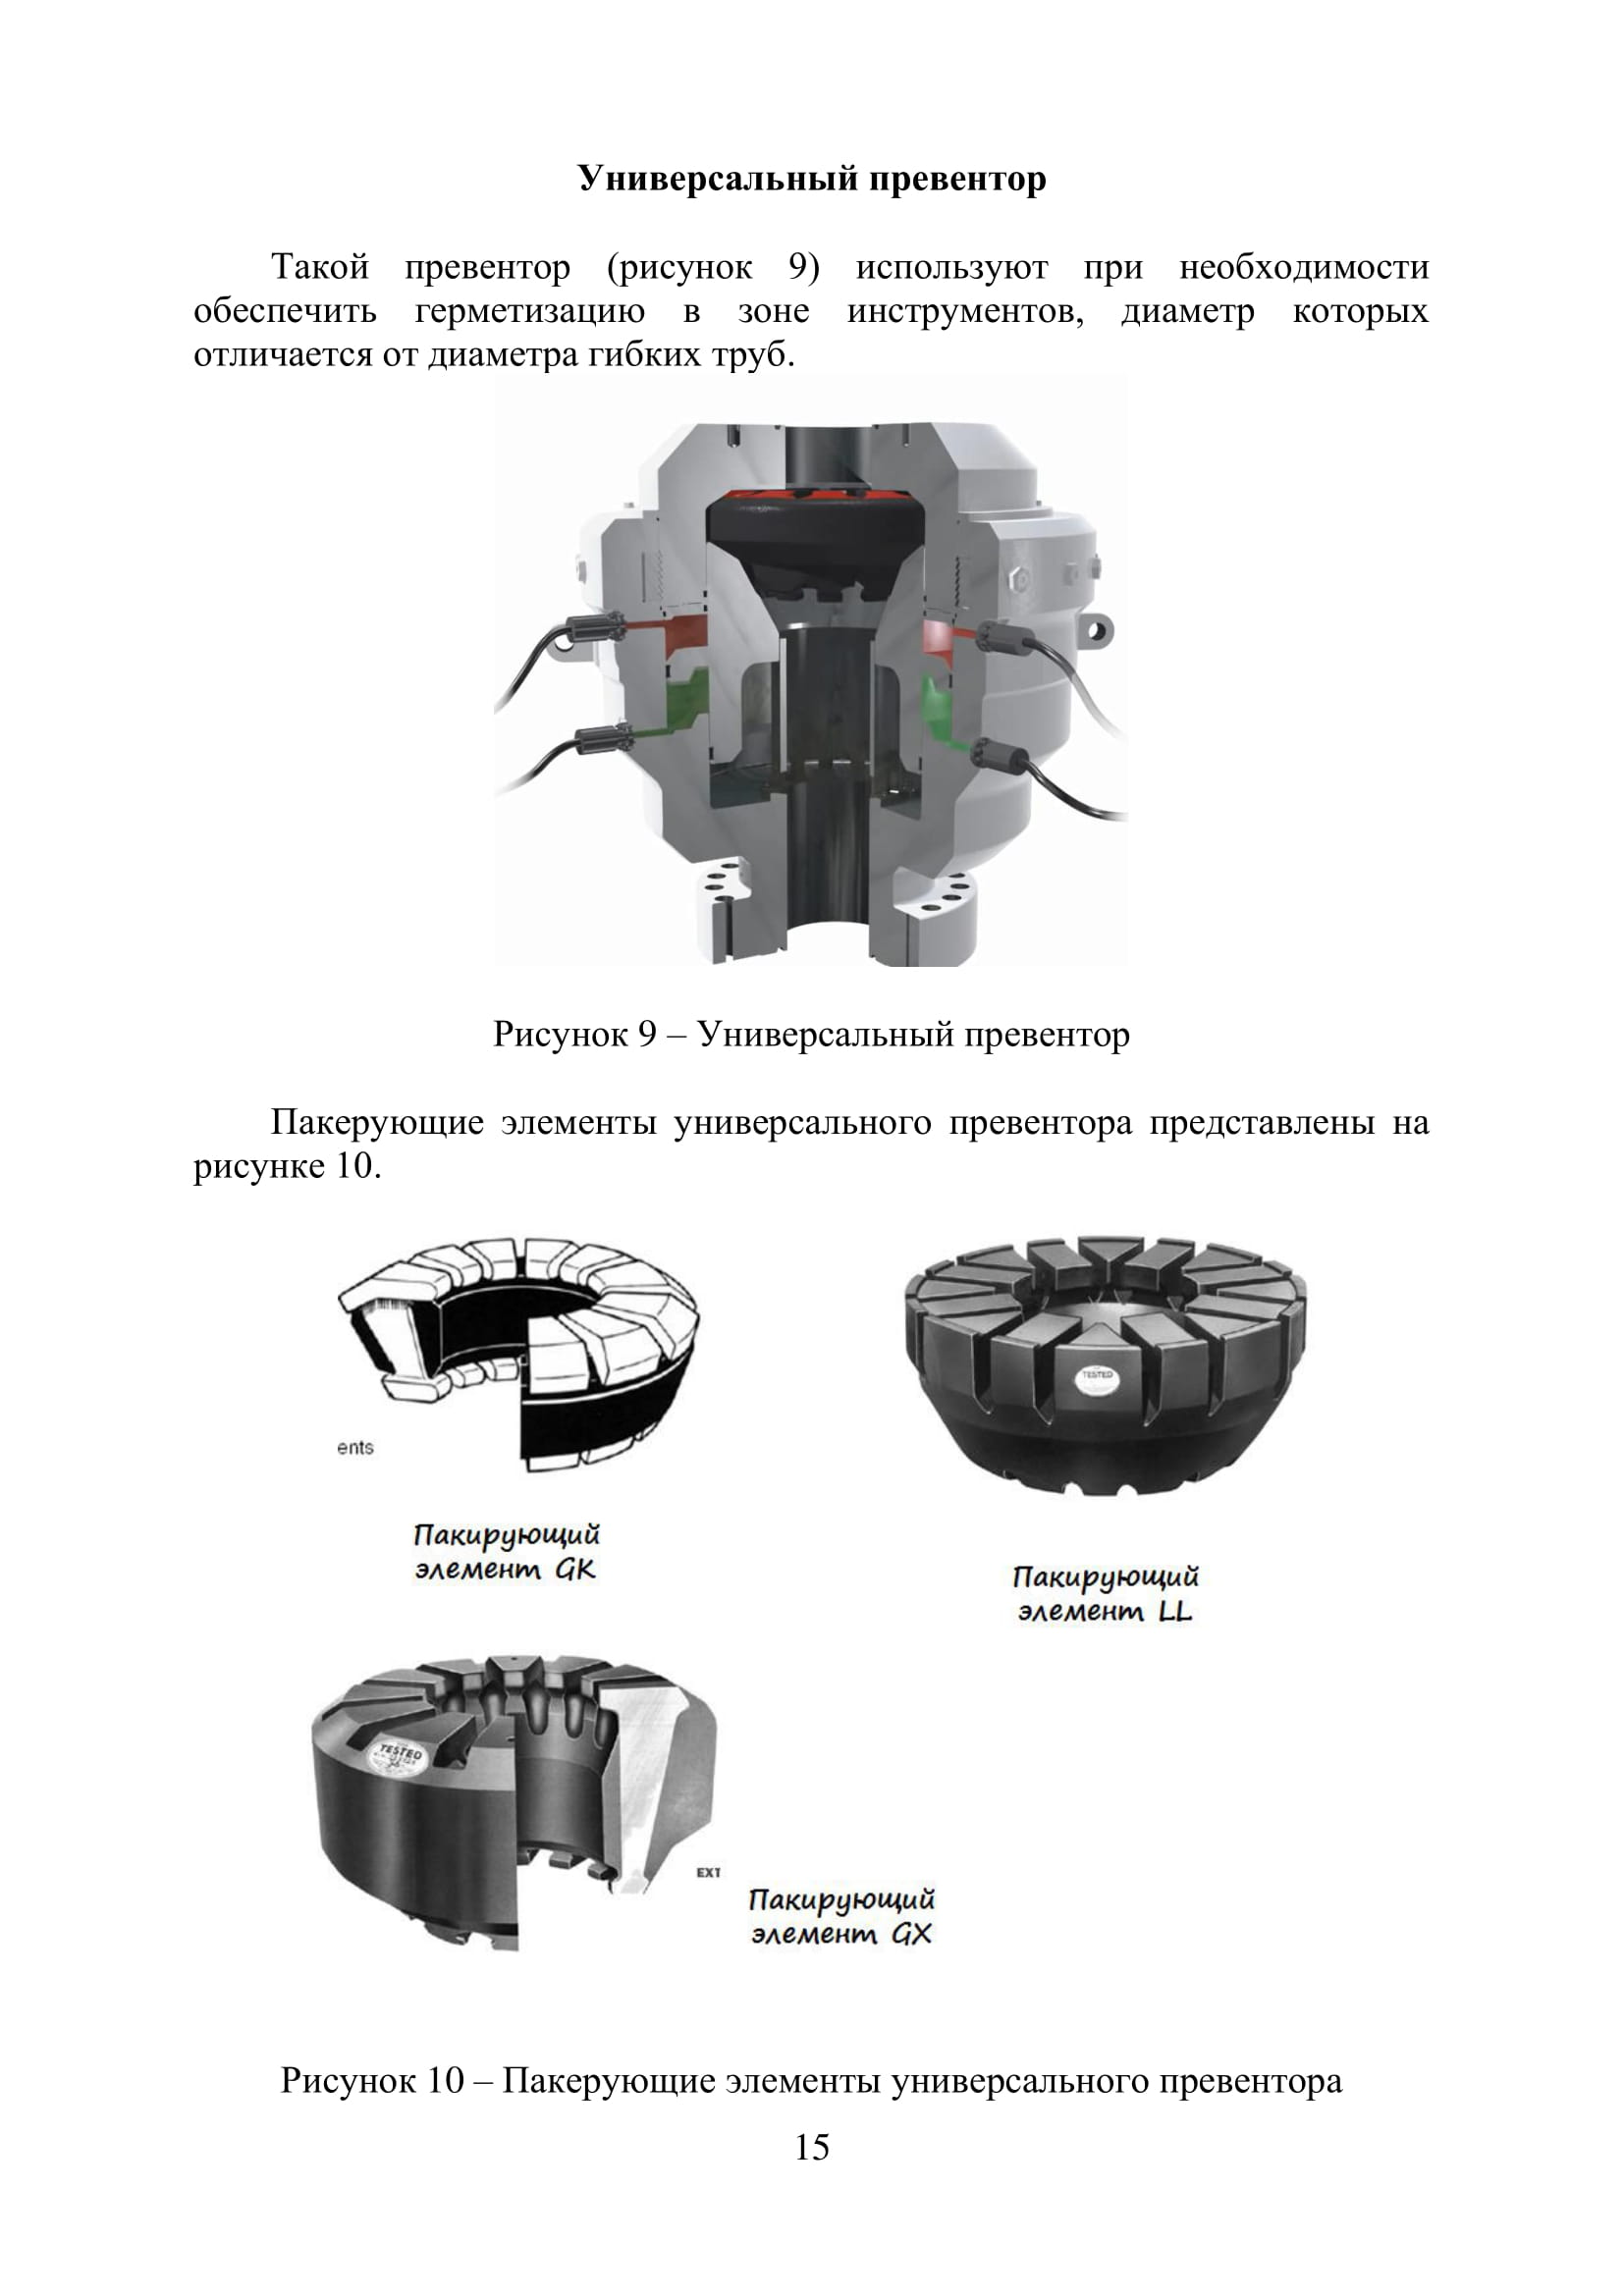 Универсальный превентор
Такой превентор (рисунок 9) используют при необходимости
обеспечить герметизацию в зоне инструментов, диаметр которых
отличается от диаметра гибких труб.
Рисунок 9 – Универсальный превентор
Пакерующие элементы универсального превентора представлены на
рисунке 10.
TESTED
ents
Пакирующий
элемент GK
Пакирующий
элемент LL
TESTED
EXT
Пакирующий
элемент GX
Рисунок 10 – Пакерующие элементы универсального превентора
15